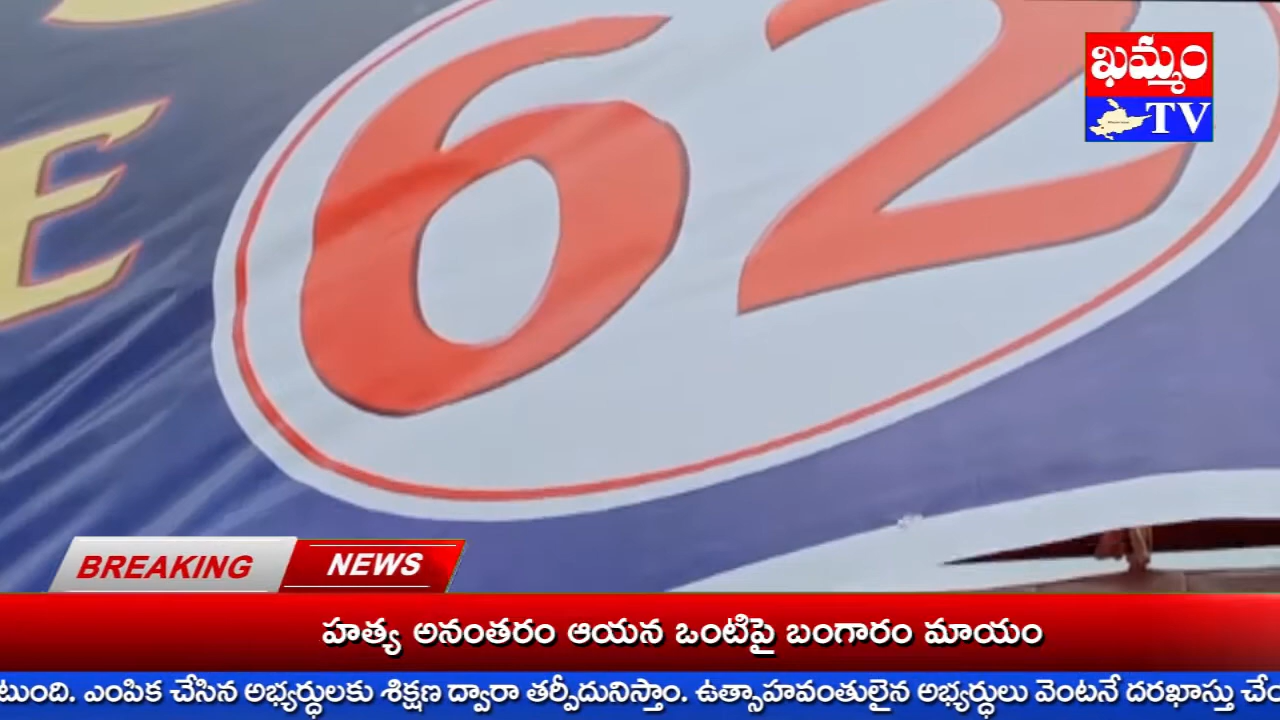 E
62
ఖమ్మం
TV
BREAKING NEWS
హత్య అనంతరం ఆయన ఒంటిపై బంగారం మాయం
టుంది. ఎంపిక చేసిన అభ్యర్థులకు శిక్షణ ద్వారా తర్ఫీదునిస్తాం. ఉత్సాహవంతులైన అభ్యర్థులు వెంటనే దరఖాస్తు చేం